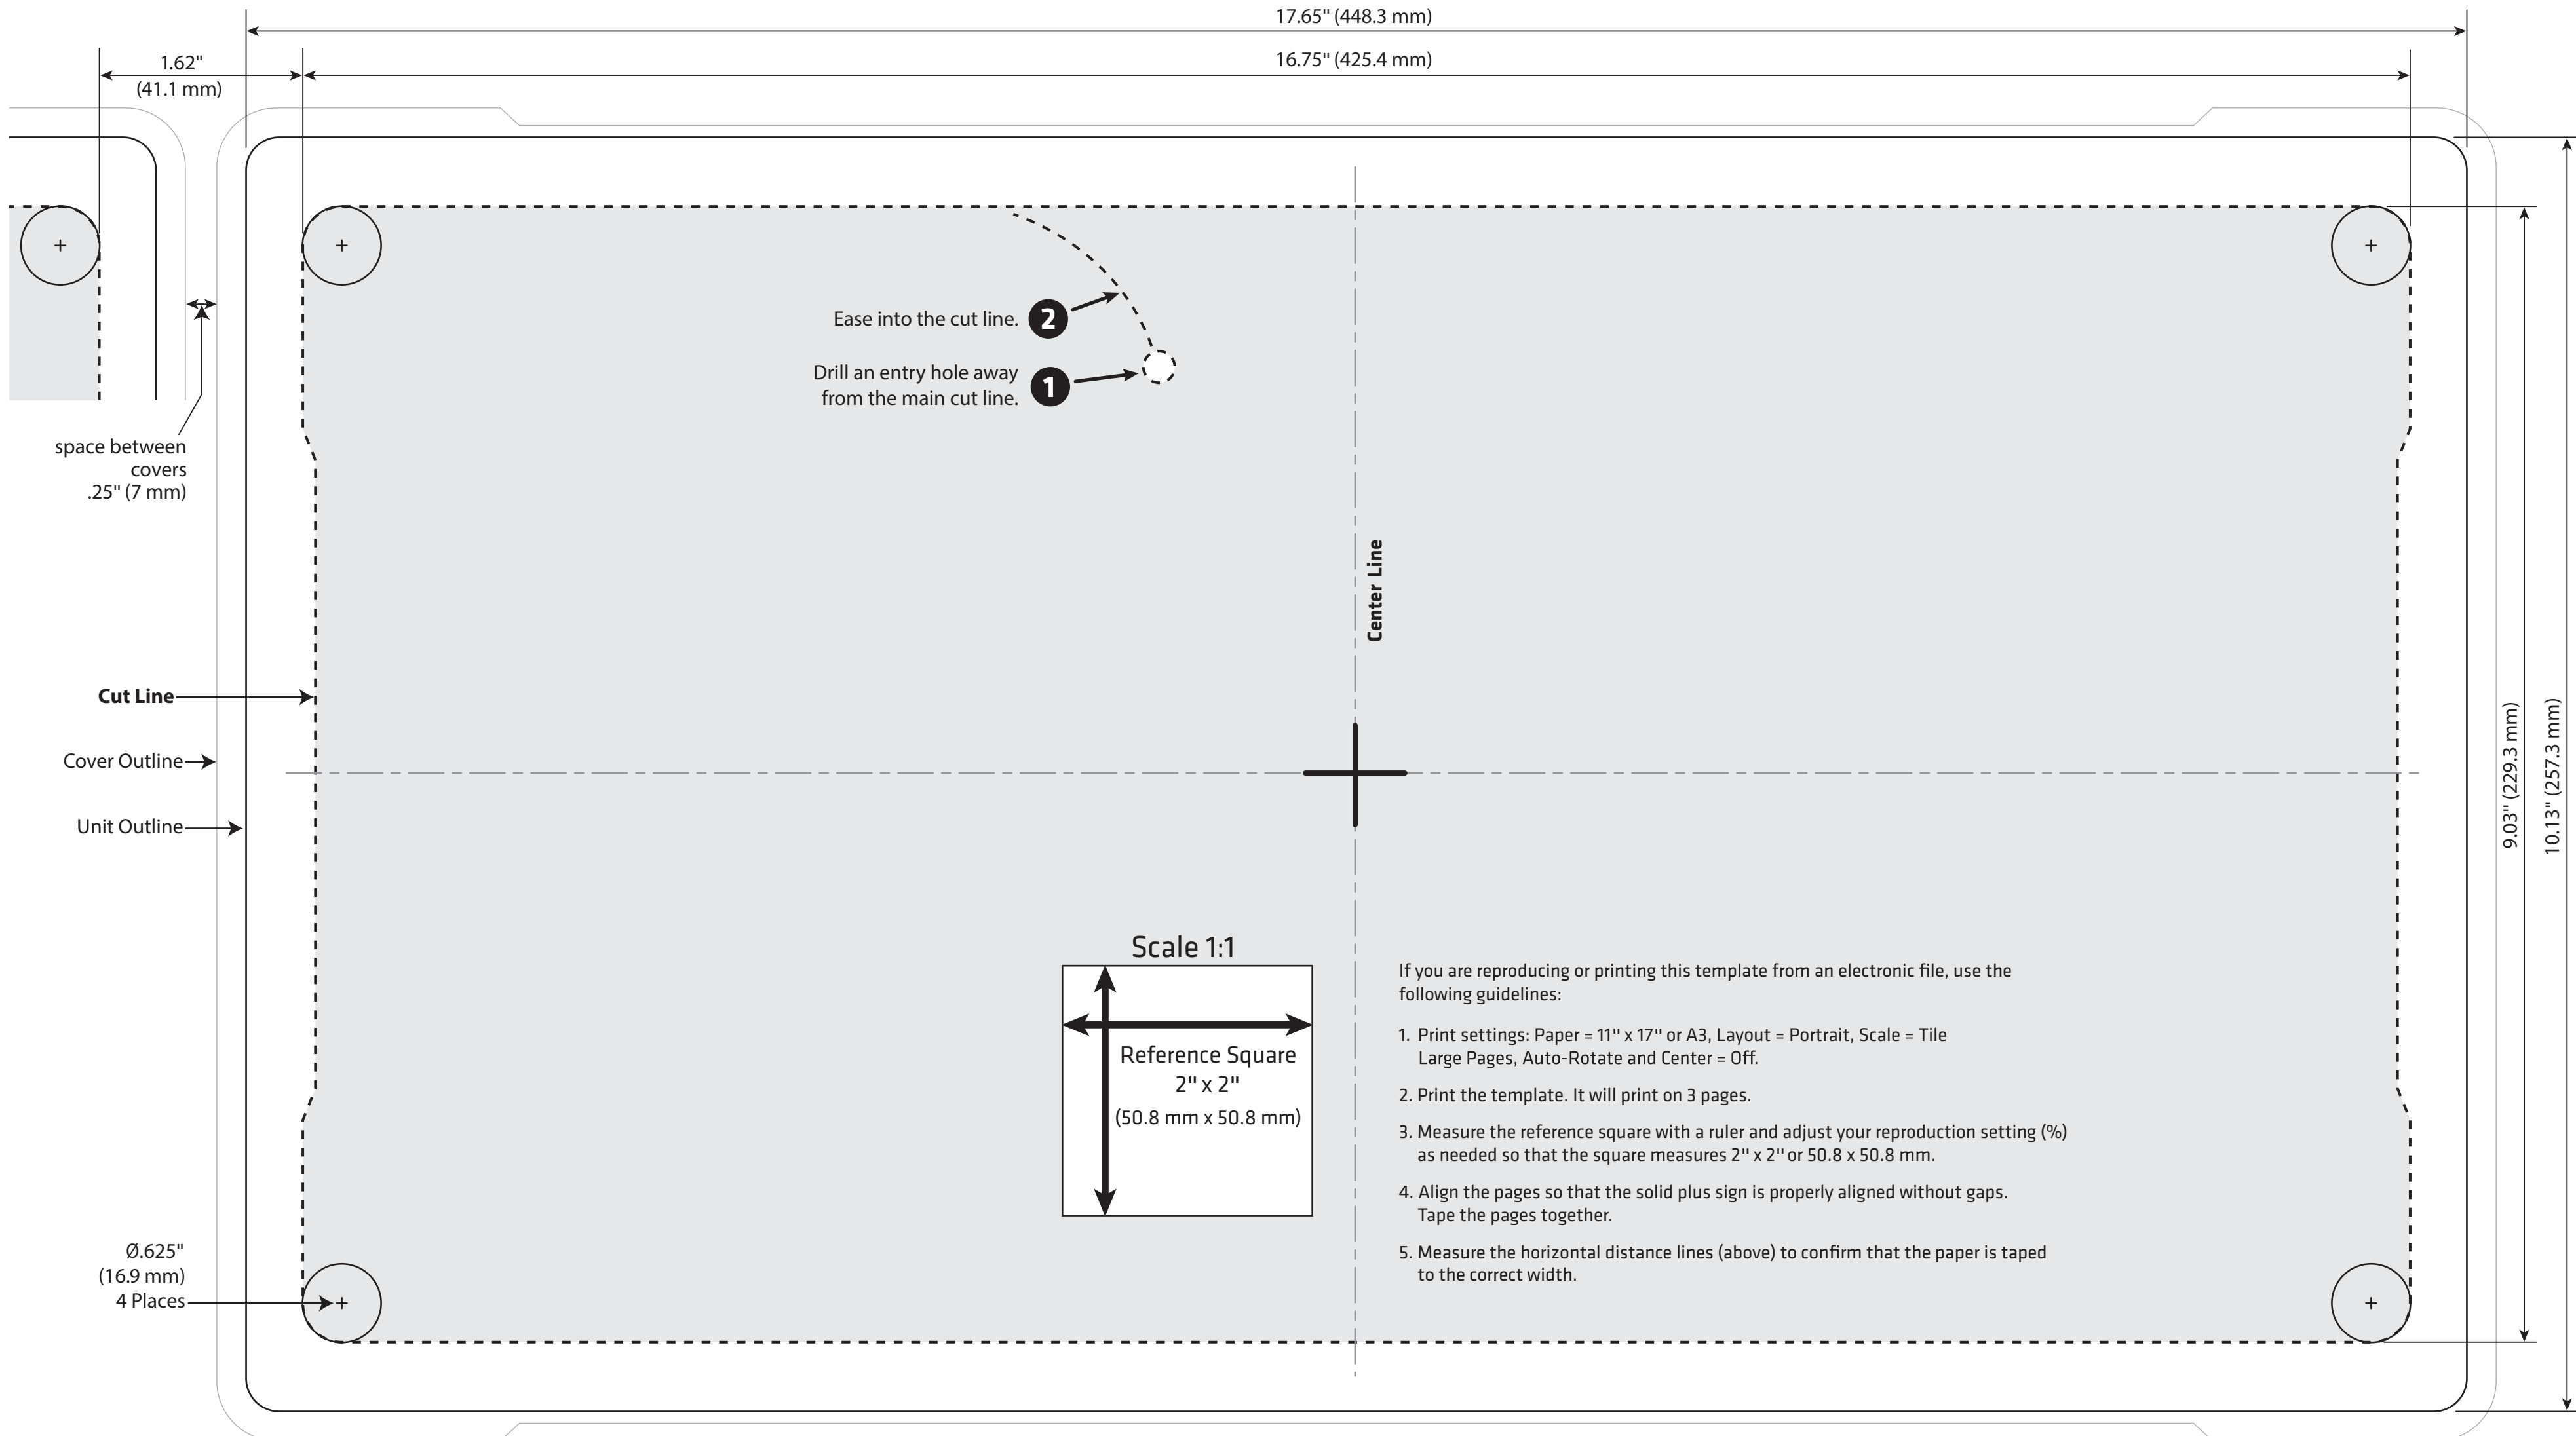 17.65" (448.3 mm)
16.75" (425.4 mm)
1.62"
(41.1 mm)
Ease into the cut line.
2
Drill an entry hole away
from the main cut line.
1
space between
covers
.25" (7 mm)
Center Line
Cut Line
Cover Outline
Unit Outline
9.03" (229.3 mm)
10.13" (257.3 mm)
Scale 1:1
Reference Square
2" x 2"
(50.8 mm x 50.8 mm)
If you are reproducing or printing this template from an electronic file, use the
following guidelines:
1. Print settings: Paper = 11" x 17" or A3, Layout = Portrait, Scale = Tile
Large Pages, Auto-Rotate and Center = Off.
2. Print the template. It will print on 3 pages.
3. Measure the reference square with a ruler and adjust your reproduction setting (%)
as needed so that the square measures 2" x 2" or 50.8 x 50.8 mm.
4. Align the pages so that the solid plus sign is properly aligned without gaps.
Tape the pages together.
5. Measure the horizontal distance lines (above) to confirm that the paper is taped
to the correct width.
Ø.625"
(16.9 mm)
4 Places